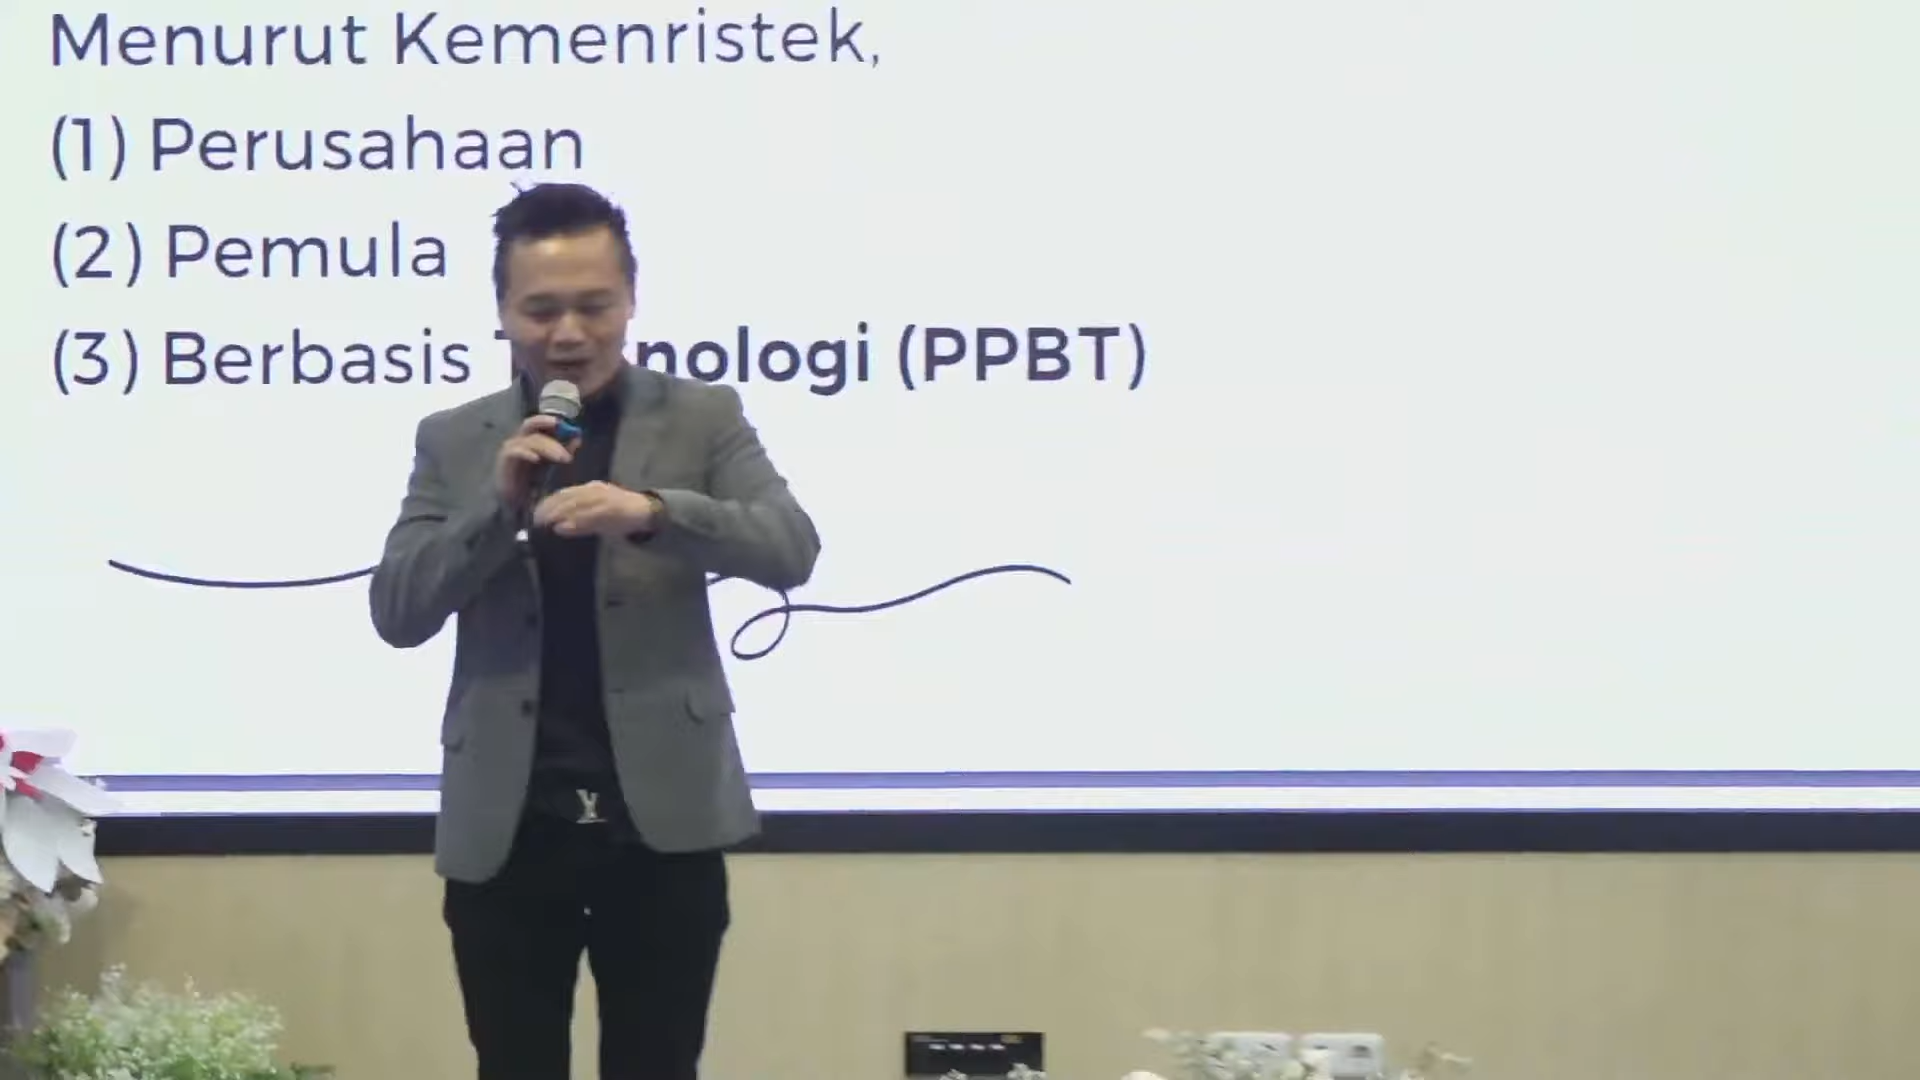 Menurut Kemenristek,
(1) Perusahaan
(2) Pemula
(3) Berbasis nologi (PPBT)